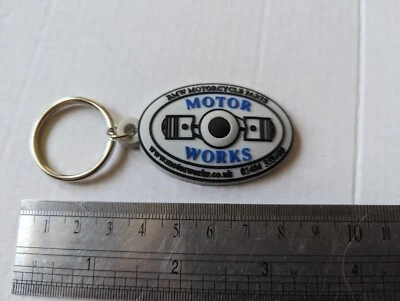 BMW MOTORCYCLE PARTS
MOTOR
WORKS
www.motorworks.co.uk
1 2 3 4 5 6 7 8 9 10
1 2 3 4